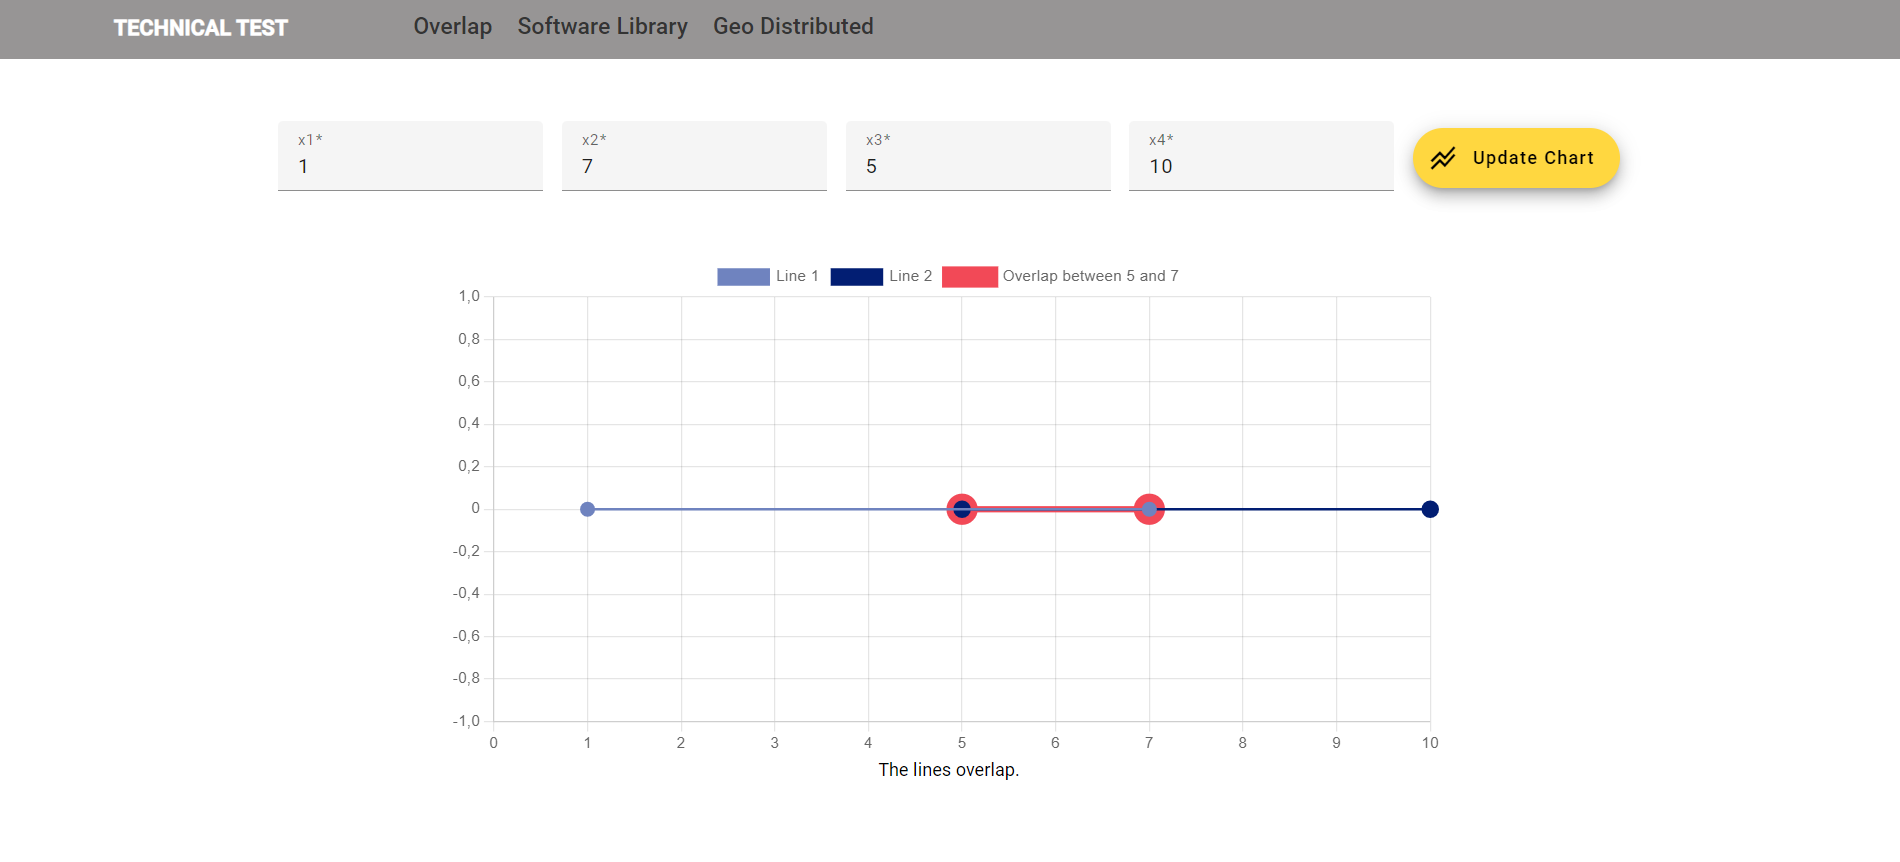 TECHNICAL TEST Overlap Software Library Geo Distributed
x1* x2* x3* x4*
1 7 5 10 Update Chart
Line 1 Line 2 Overlap between 5 and 7
1,0
0,8
0,6
0,4
0,2
0
-0,2
-0,4
-0,6
-0,8
-1,0
0 1 2 3 4 5 6 7 8 9 10
The lines overlap.